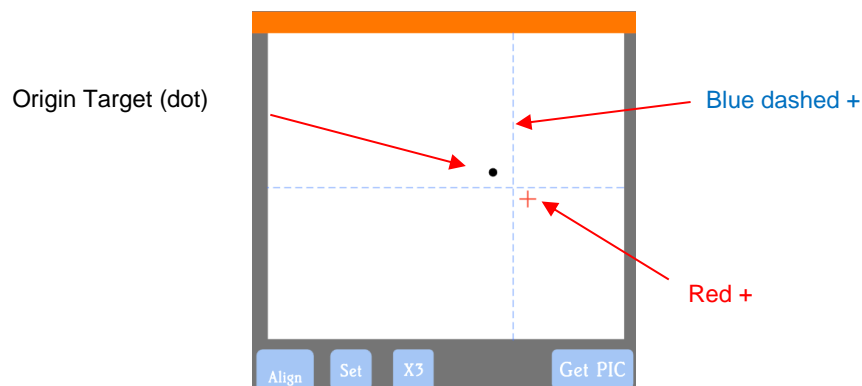 Origin Target (dot)
Blue dashed +
Red +
Align
Set
X3
Get PIC